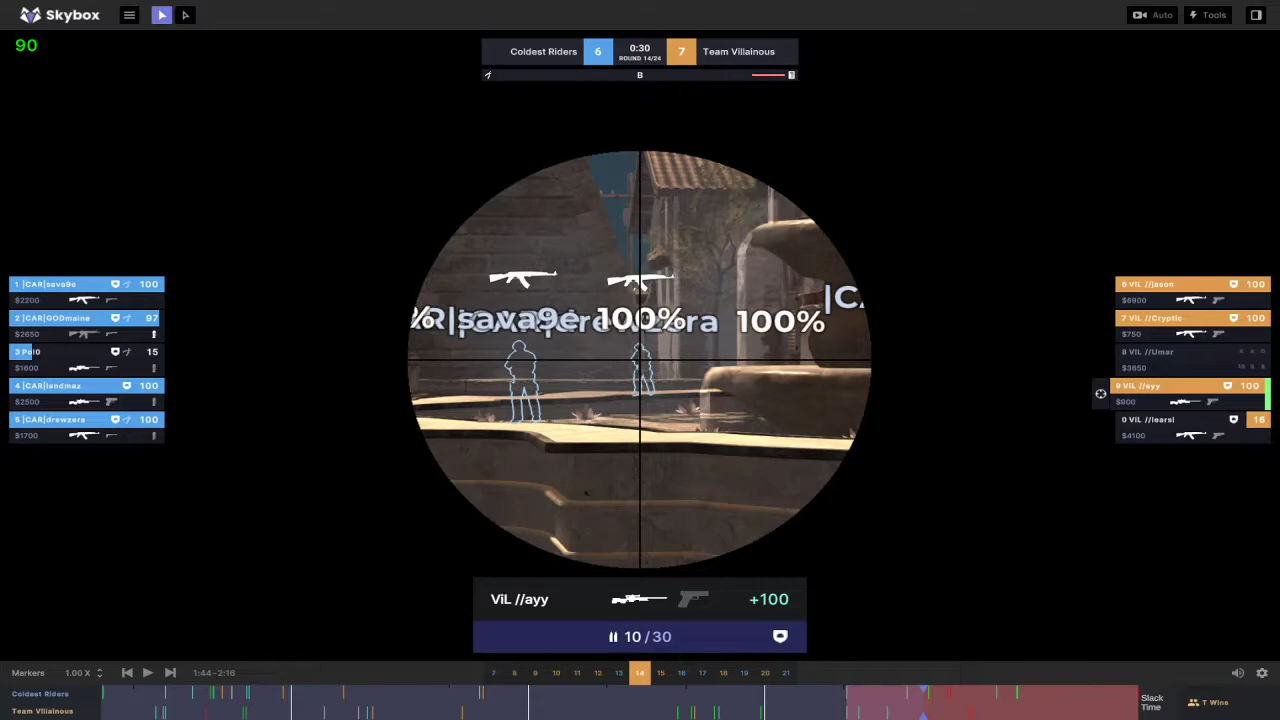 Skybox
Auto
Tools
90
Coldest Riders
6
0:30
ROUND 14/24
7
Team Villainous
B
1 |CAR|sava9e 100
$2200
2 |CAR|GODmaine 97
$2650
3 Pol0 15
$1600
4 |CAR|landmaz 100
$2500
5 |CAR|drewzera 100
$1700
R|sava9e
100%
100%
6 ViL //jason 100
$6900
7 ViL //Cryptic 100
$750
8 ViL //Umar
$3650
9 ViL //ayy 100
$900
0 ViL //learsi 16
$4100
ViL //ayy
+100
10 / 30
Markers
1.00 X
1:44 - 2:16
7 8 9 10 11 12 13 14 15 16 17 18 19 20 21
Coldest Riders
Team Villainous
Slack Time
T Wins